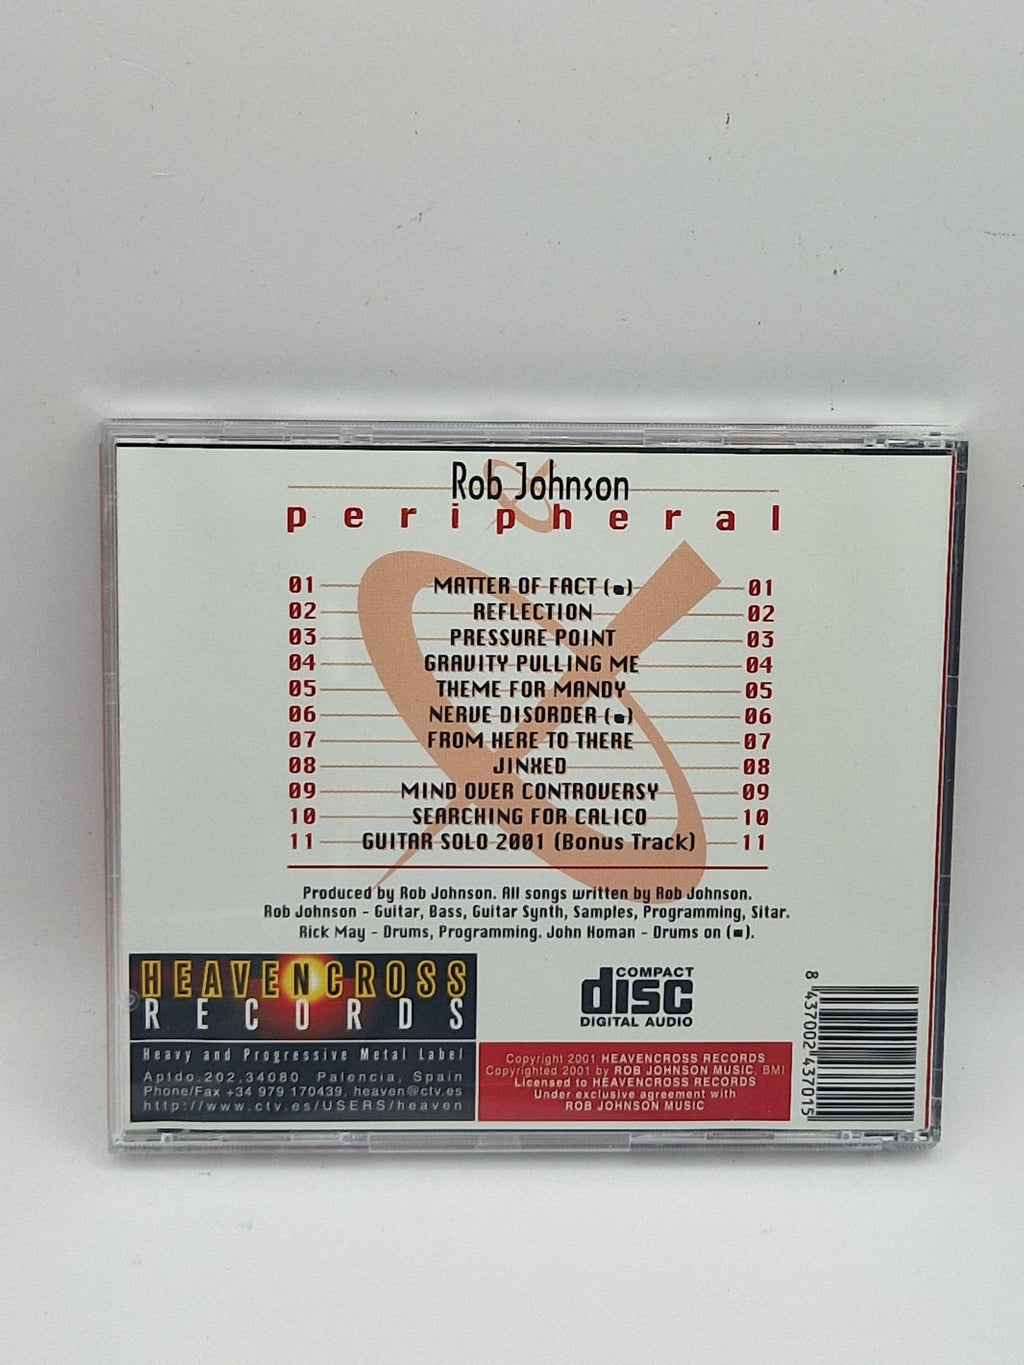 Rob Johnson
peripheral
01 MATTER OF FACT (■) 01
02 REFLECTION 02
03 PRESSURE POINT 03
04 GRAVITY PULLING ME 04
05 THEME FOR MANDY 05
06 NERVE DISORDER (■) 06
07 FROM HERE TO THERE 07
08 JINXED 08
09 MIND OVER CONTROVERSY 09
10 SEARCHING FOR CALICO 10
11 GUITAR SOLO 2001 (Bonus Track) 11
Produced by Rob Johnson. All songs written by Rob Johnson.
Rob Johnson - Guitar, Bass, Guitar Synth, Samples, Programming, Sitar.
Rick May - Drums, Programming. John Homan - Drums on (■).
HEAVENCROSS
RECORDS
Heavy and Progressive Metal Label
Aptdo.202,34080 Palencia, Spain
Phone/Fax +34 979 170439, heaven@ctv.es
http://www.ctv.es/USERS/heaven
COMPACT
disc
DIGITAL AUDIO
Copyright 2001 HEAVENCROSS RECORDS
Copyrighted 2001 by ROB JOHNSON MUSIC, BMI
Licensed to HEAVENCROSS RECORDS
Under exclusive agreement with
ROB JOHNSON MUSIC
8 437002 437015